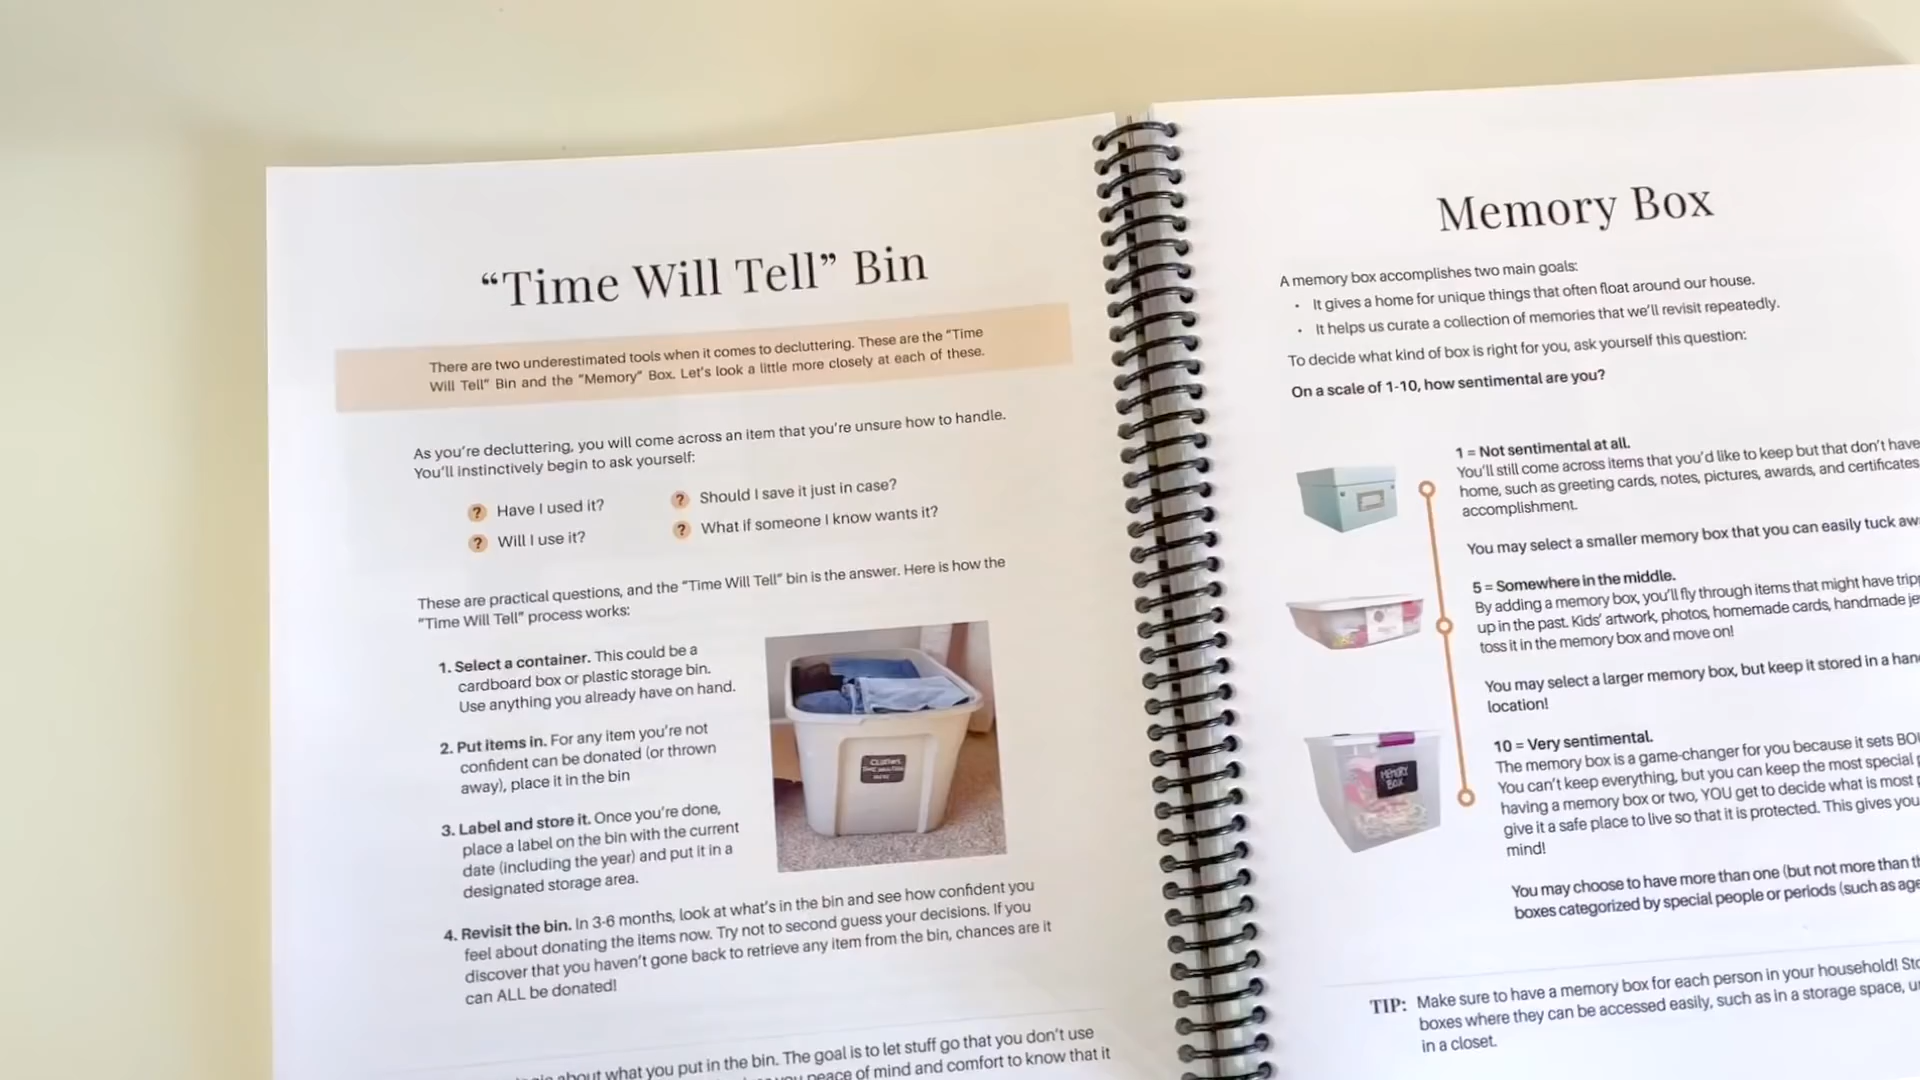 “Time Will Tell” Bin
There are two underestimated tools when it comes to decluttering. These are the “Time
Will Tell” Bin and the “Memory” Box. Let’s look a little more closely at each of these.
As you’re decluttering, you will come across an item that you’re unsure how to handle.
You’ll instinctively begin to ask yourself:
? Have I used it?
? Will I use it?
? Should I save it just in case?
? What if someone I know wants it?
These are practical questions, and the “Time Will Tell” bin is the answer. Here is how the
“Time Will Tell” process works:
1. Select a container. This could be a
cardboard box or plastic storage bin.
Use anything you already have on hand.
2. Put items in. For any item you’re not
confident can be donated (or thrown
away), place it in the bin
3. Label and store it. Once you’re done,
place a label on the bin with the current
date (including the year) and put it in a
designated storage area.
4. Revisit the bin. In 3-6 months, look at what’s in the bin and see how confident you
feel about donating the items now. Try not to second guess your decisions. If you
discover that you haven’t gone back to retrieve any item from the bin, chances are it
can ALL be donated!
about what you put in the bin. The goal is to let stuff go that you don’t use
peace of mind and comfort to know that it
Memory Box
A memory box accomplishes two main goals:
• It gives a home for unique things that often float around our house.
• It helps us curate a collection of memories that we’ll revisit repeatedly.
To decide what kind of box is right for you, ask yourself this question:
On a scale of 1-10, how sentimental are you?
1 = Not sentimental at all.
You’ll still come across items that you’d like to keep but that don’t have
home, such as greeting cards, notes, pictures, awards, and certificates
accomplishment.
You may select a smaller memory box that you can easily tuck
5 = Somewhere in the middle.
By adding a memory box, you’ll fly through items that might have
up in the past. Kids’ artwork, photos, homemade cards, handmade
toss it in the memory box and move on!
You may select a larger memory box, but keep it stored in a
location!
MEMORY
BOX
10 = Very sentimental.
The memory box is a game-changer for you because it sets
You can’t keep everything, but you can keep the most special
having a memory box or two, YOU get to decide what is most
give it a safe place to live so that it is protected. This gives you
mind!
You may choose to have more than one (but not more than
boxes categorized by special people or periods (such as
TIP: Make sure to have a memory box for each person in your household!
boxes where they can be accessed easily, such as in a storage space,
in a closet.